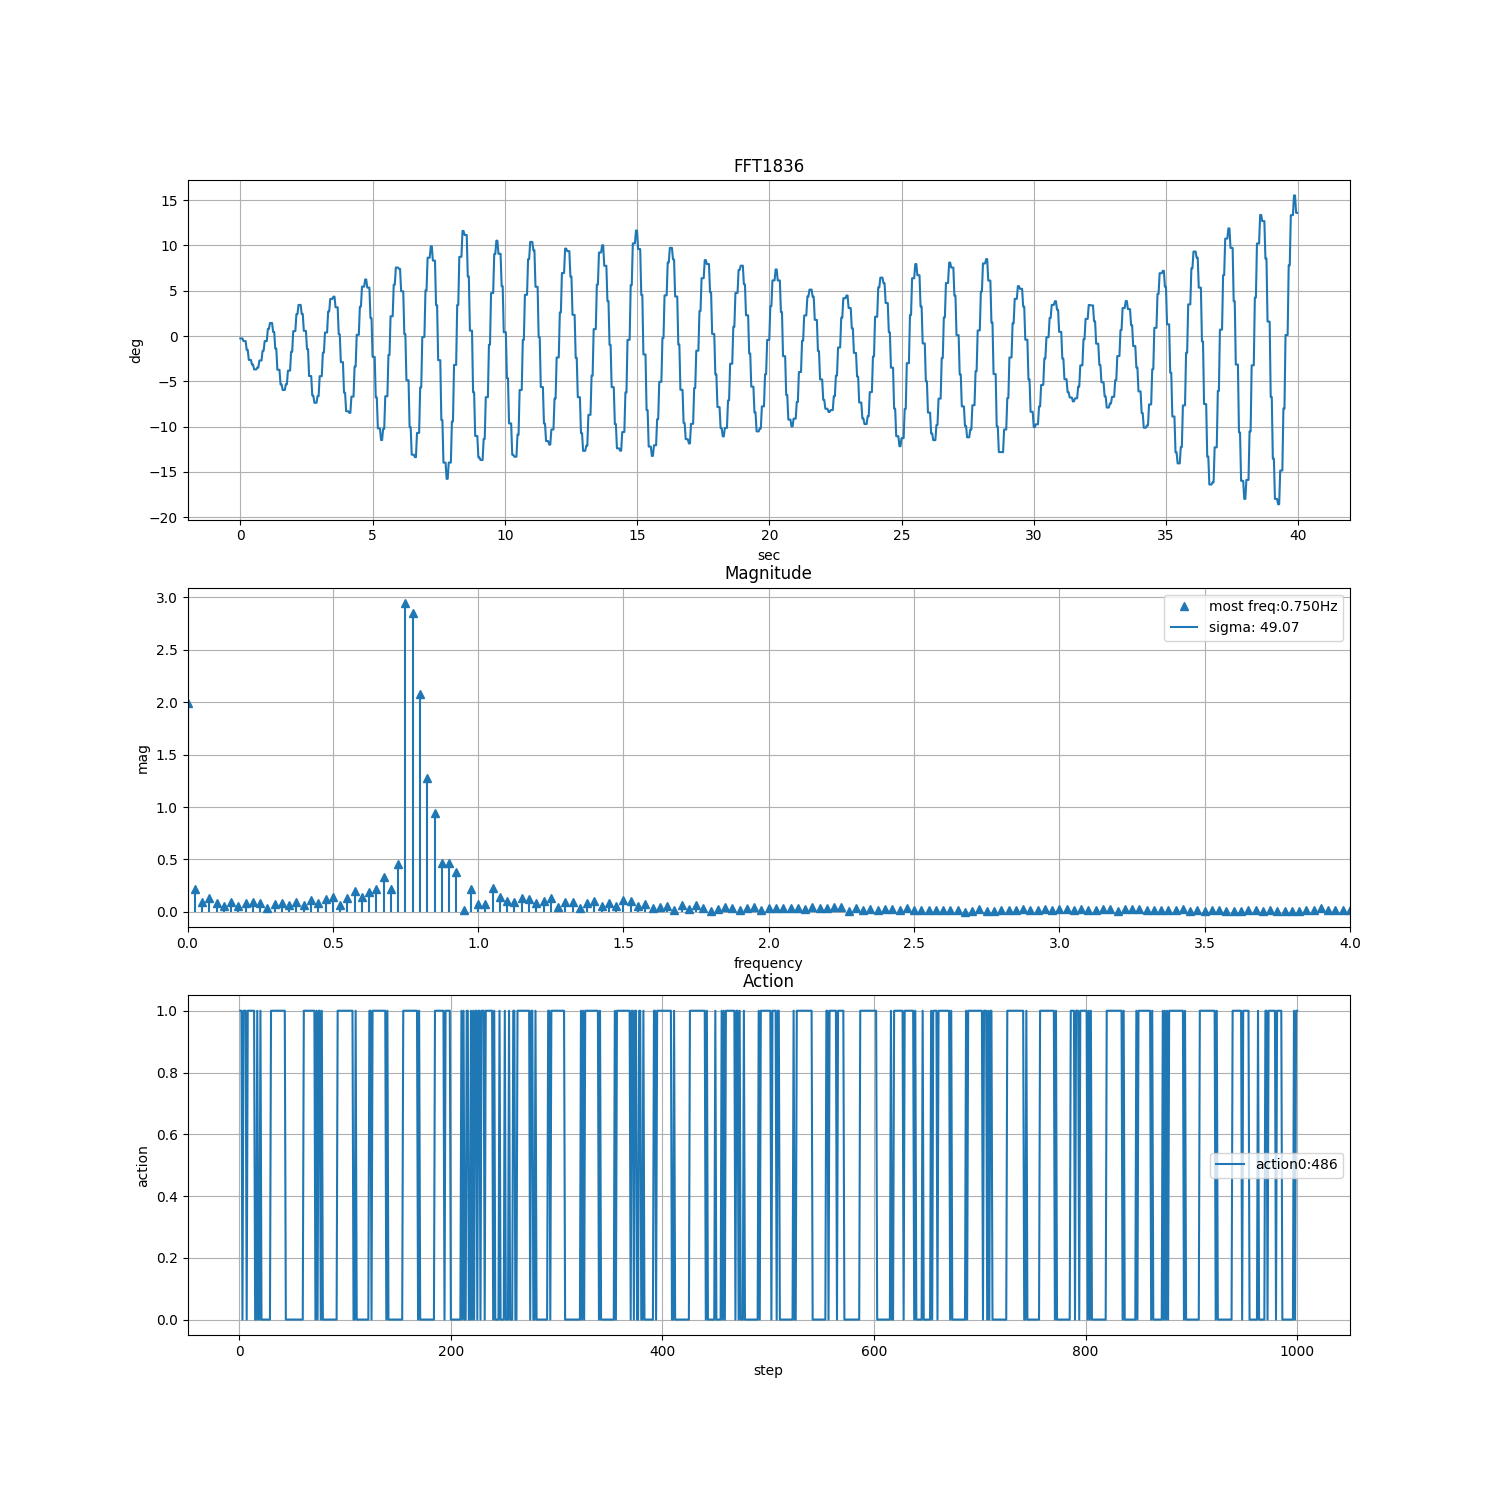 FFT1836
15
10
5
0
−5
−10
−15
−20
deg
0 5 10 15 20 25 30 35 40
sec
Magnitude
3.0
2.5
2.0
1.5
1.0
0.5
0.0
mag
most freq:0.750Hz
sigma: 49.07
0.0 0.5 1.0 1.5 2.0 2.5 3.0 3.5 4.0
frequency
Action
1.0
0.8
0.6
0.4
0.2
0.0
action
action0:486
0 200 400 600 800 1000
step